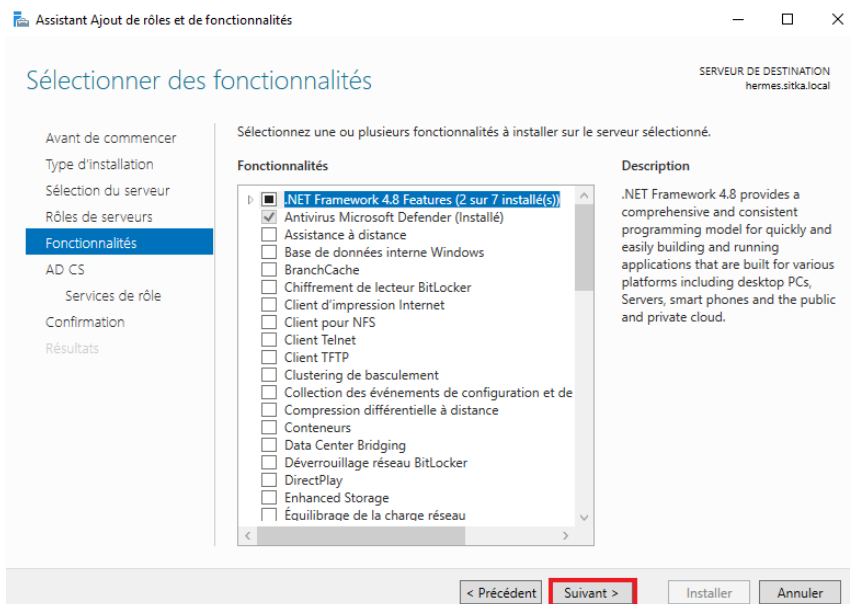 Assistant Ajout de rôles et de fonctionnalités
Sélectionner des fonctionnalités
SERVEUR DE DESTINATION
hermes.sitka.local
Avant de commencer
Type d'installation
Sélection du serveur
Rôles de serveurs
Fonctionnalités
AD CS
Services de rôle
Confirmation
Résultats
Sélectionnez une ou plusieurs fonctionnalités à installer sur le serveur sélectionné.
Fonctionnalités
.NET Framework 4.8 Features (2 sur 7 installé(s))
Antivirus Microsoft Defender (Installé)
Assistance à distance
Base de données interne Windows
BranchCache
Chiffrement de lecteur BitLocker
Client d'impression Internet
Client pour NFS
Client Telnet
Client TFTP
Clustering de basculement
Collection des événements de configuration et de
Compression différentielle à distance
Conteneurs
Data Center Bridging
Déverrouillage réseau BitLocker
DirectPlay
Enhanced Storage
Équilibrage de la charge réseau
Description
.NET Framework 4.8 provides a
comprehensive and consistent
programming model for quickly and
easily building and running
applications that are built for various
platforms including desktop PCs,
Servers, smart phones and the public
and private cloud.
< Précédent
Suivant >
Installer
Annuler